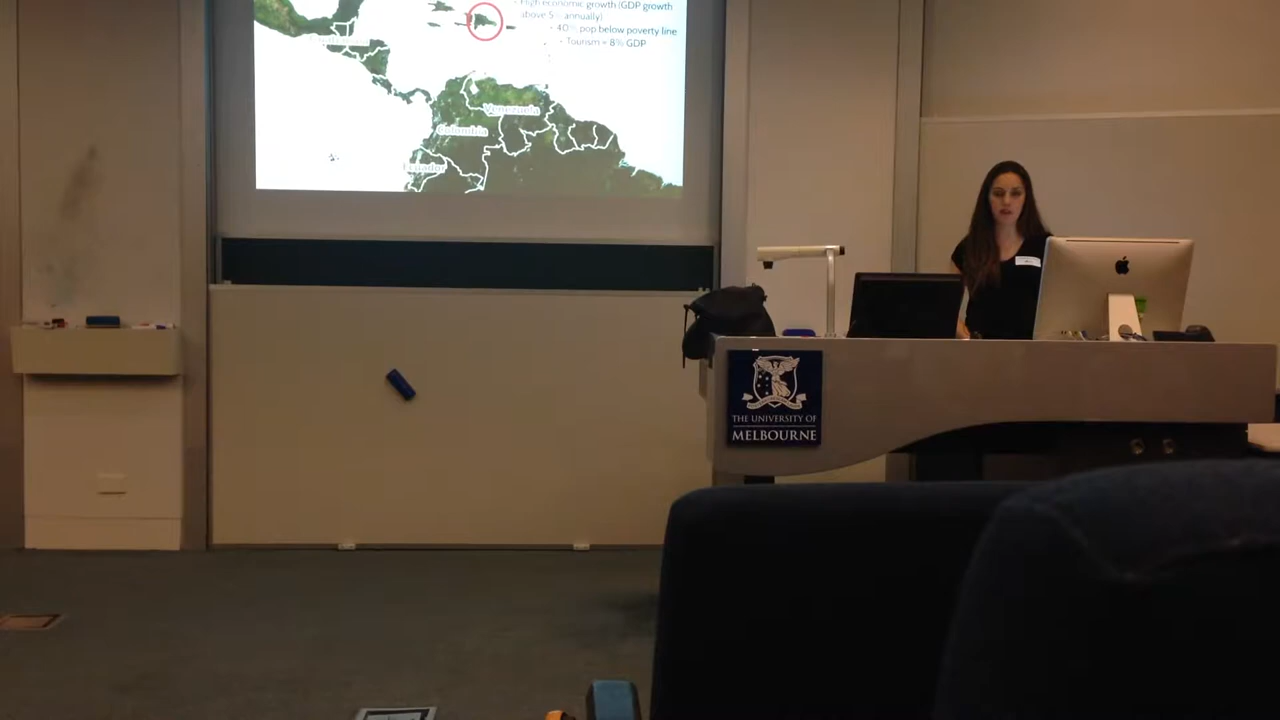 • High economic growth (GDP growth
above 5% annually)
• 40% pop below poverty line
• Tourism = 8% GDP
Venezuela
Colombia
Ecuador
THE UNIVERSITY OF
MELBOURNE